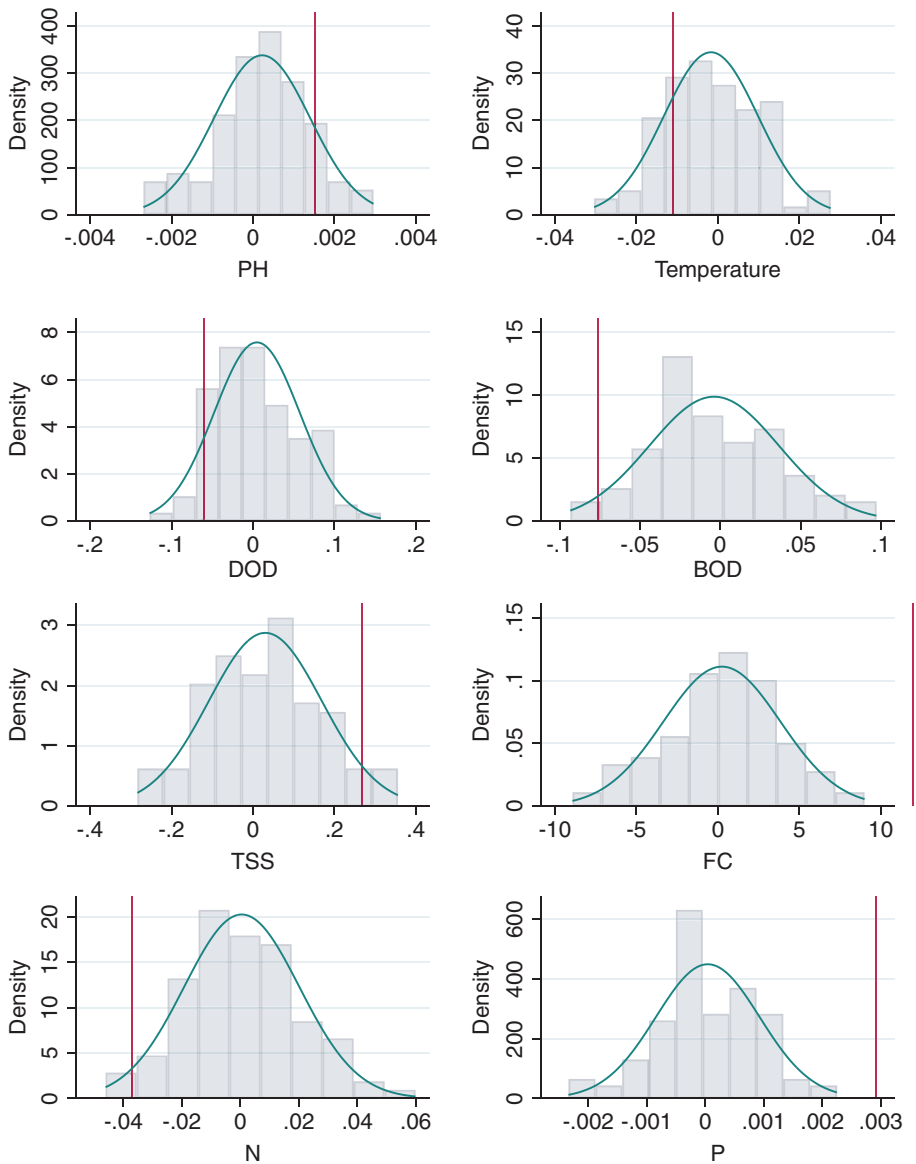 Density
400
300
200
100
0
-.004 -.002 0 .002 .004
PH
Density
40
30
20
10
0
-.04 -.02 0 .02 .04
Temperature
Density
8
6
4
2
0
-.2 -.1 0 .1 .2
DOD
Density
15
10
5
0
-.1 -.05 0 .05 .1
BOD
Density
3
2
1
0
-.4 -.2 0 .2 .4
TSS
Density
.15
.1
.05
0
-10 -5 0 5 10
FC
Density
20
15
10
5
0
-.04 -.02 0 .02 .04 .06
N
Density
600
400
200
0
-.002 -.001 0 .001 .002 .003
P